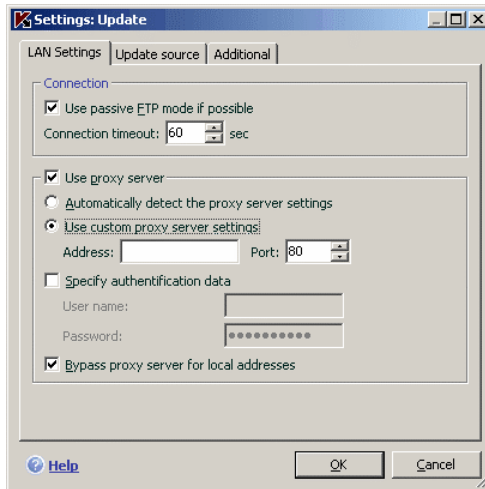 Settings: Update
LAN Settings Update source Additional
Connection
Use passive FTP mode if possible
Connection timeout: 60 sec
Use proxy server
Automatically detect the proxy server settings
Use custom proxy server settings
Address: Port: 80
Specify authentification data
User name:
Password: ••••••••••
Bypass proxy server for local addresses
Help OK Cancel